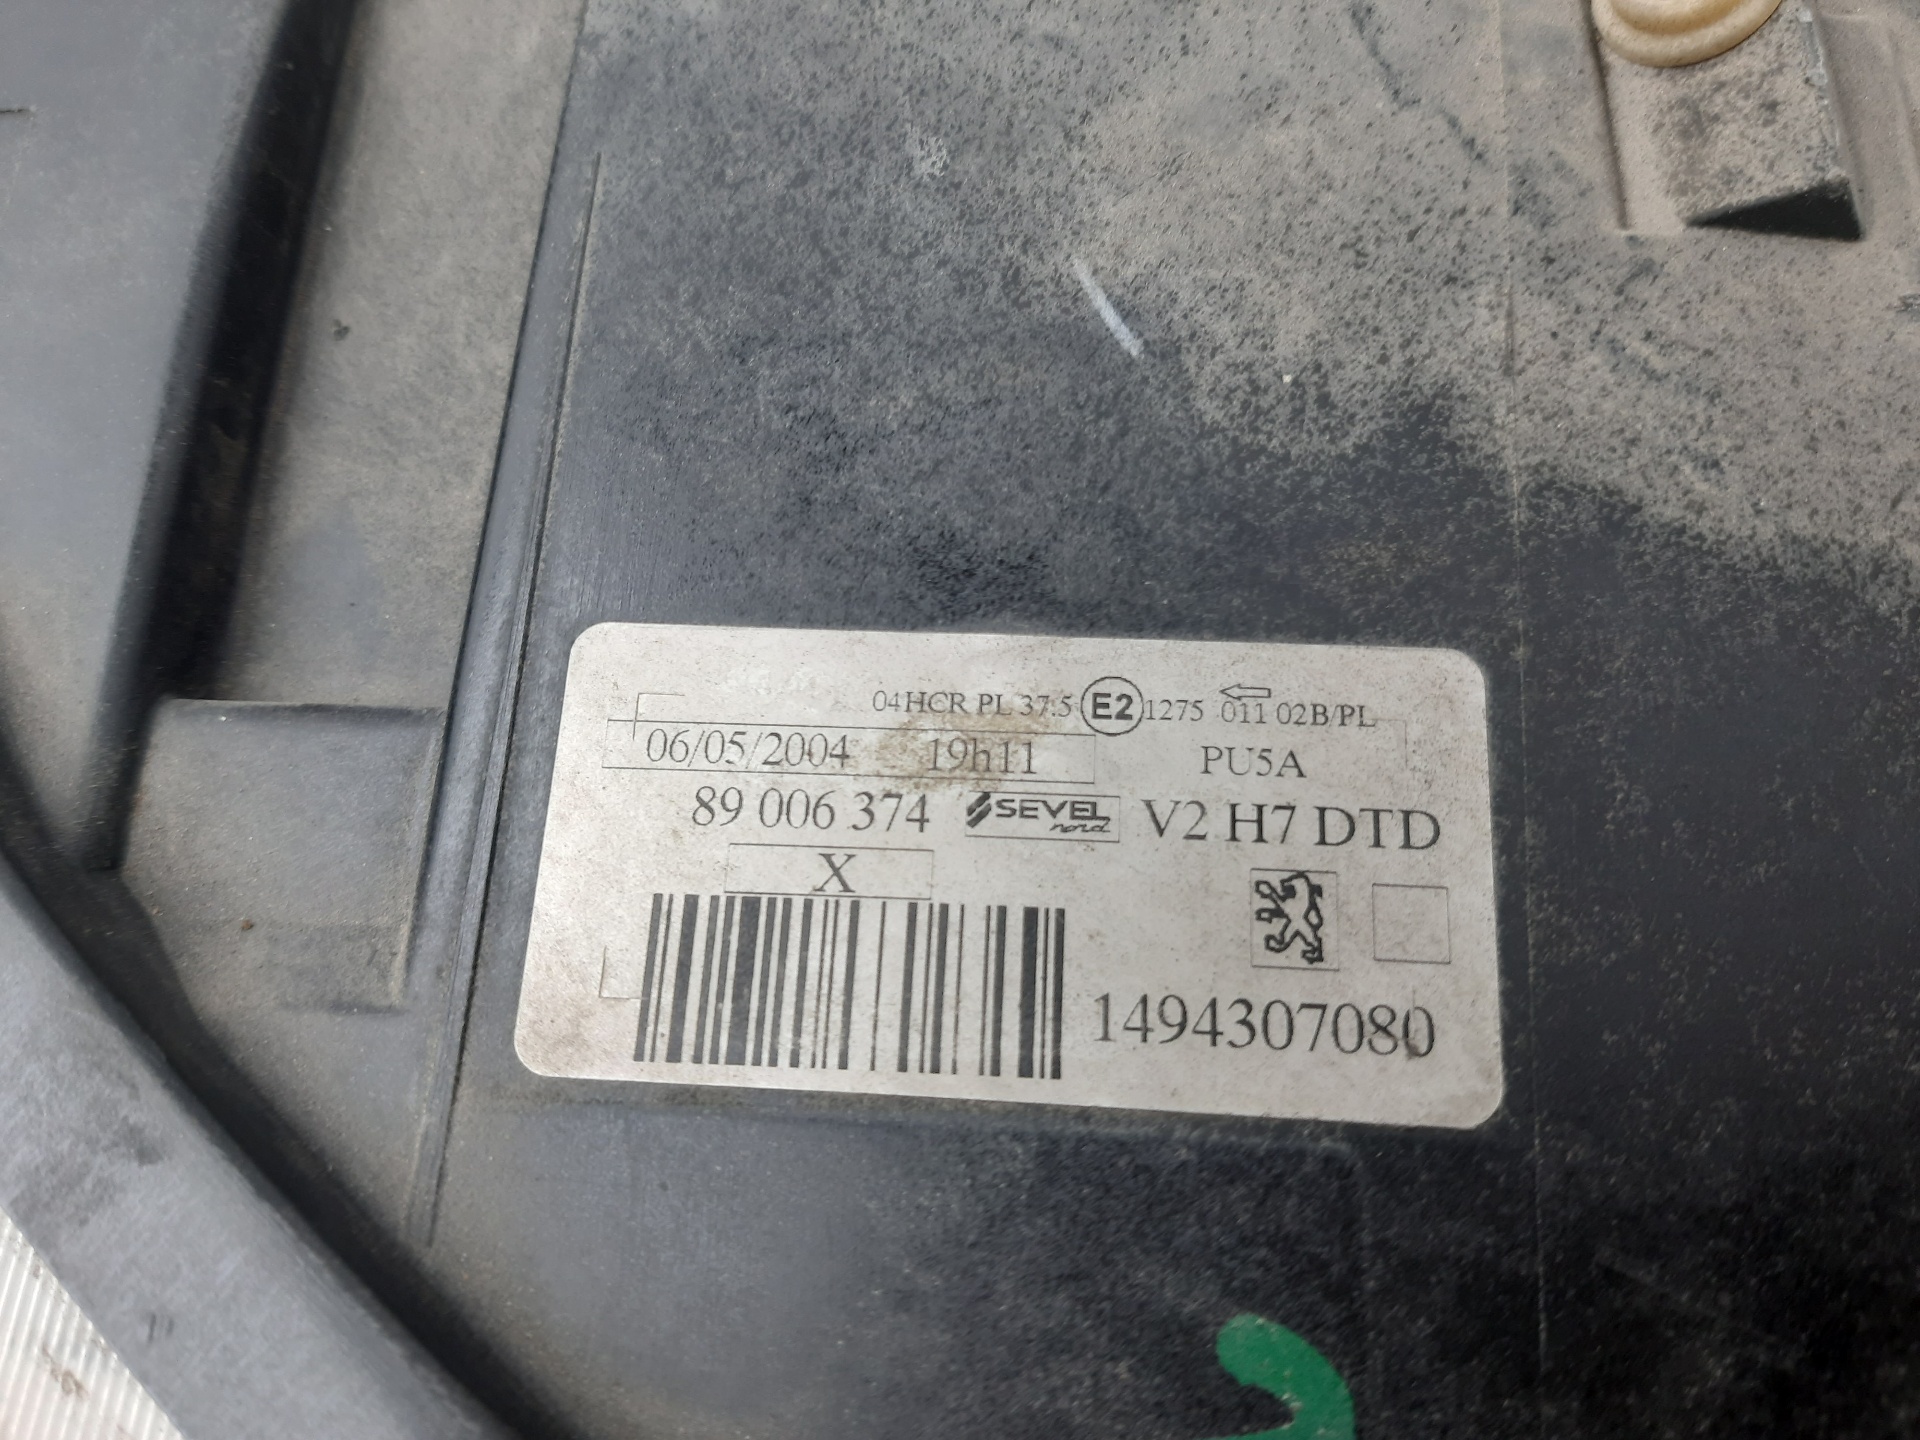 04HCR PL 37.5 E2 1275 011 02B/PL
06/05/2004 19h11 PU5A
89 006 374 SEVEL nord V2 H7 DTD
X
1494307080